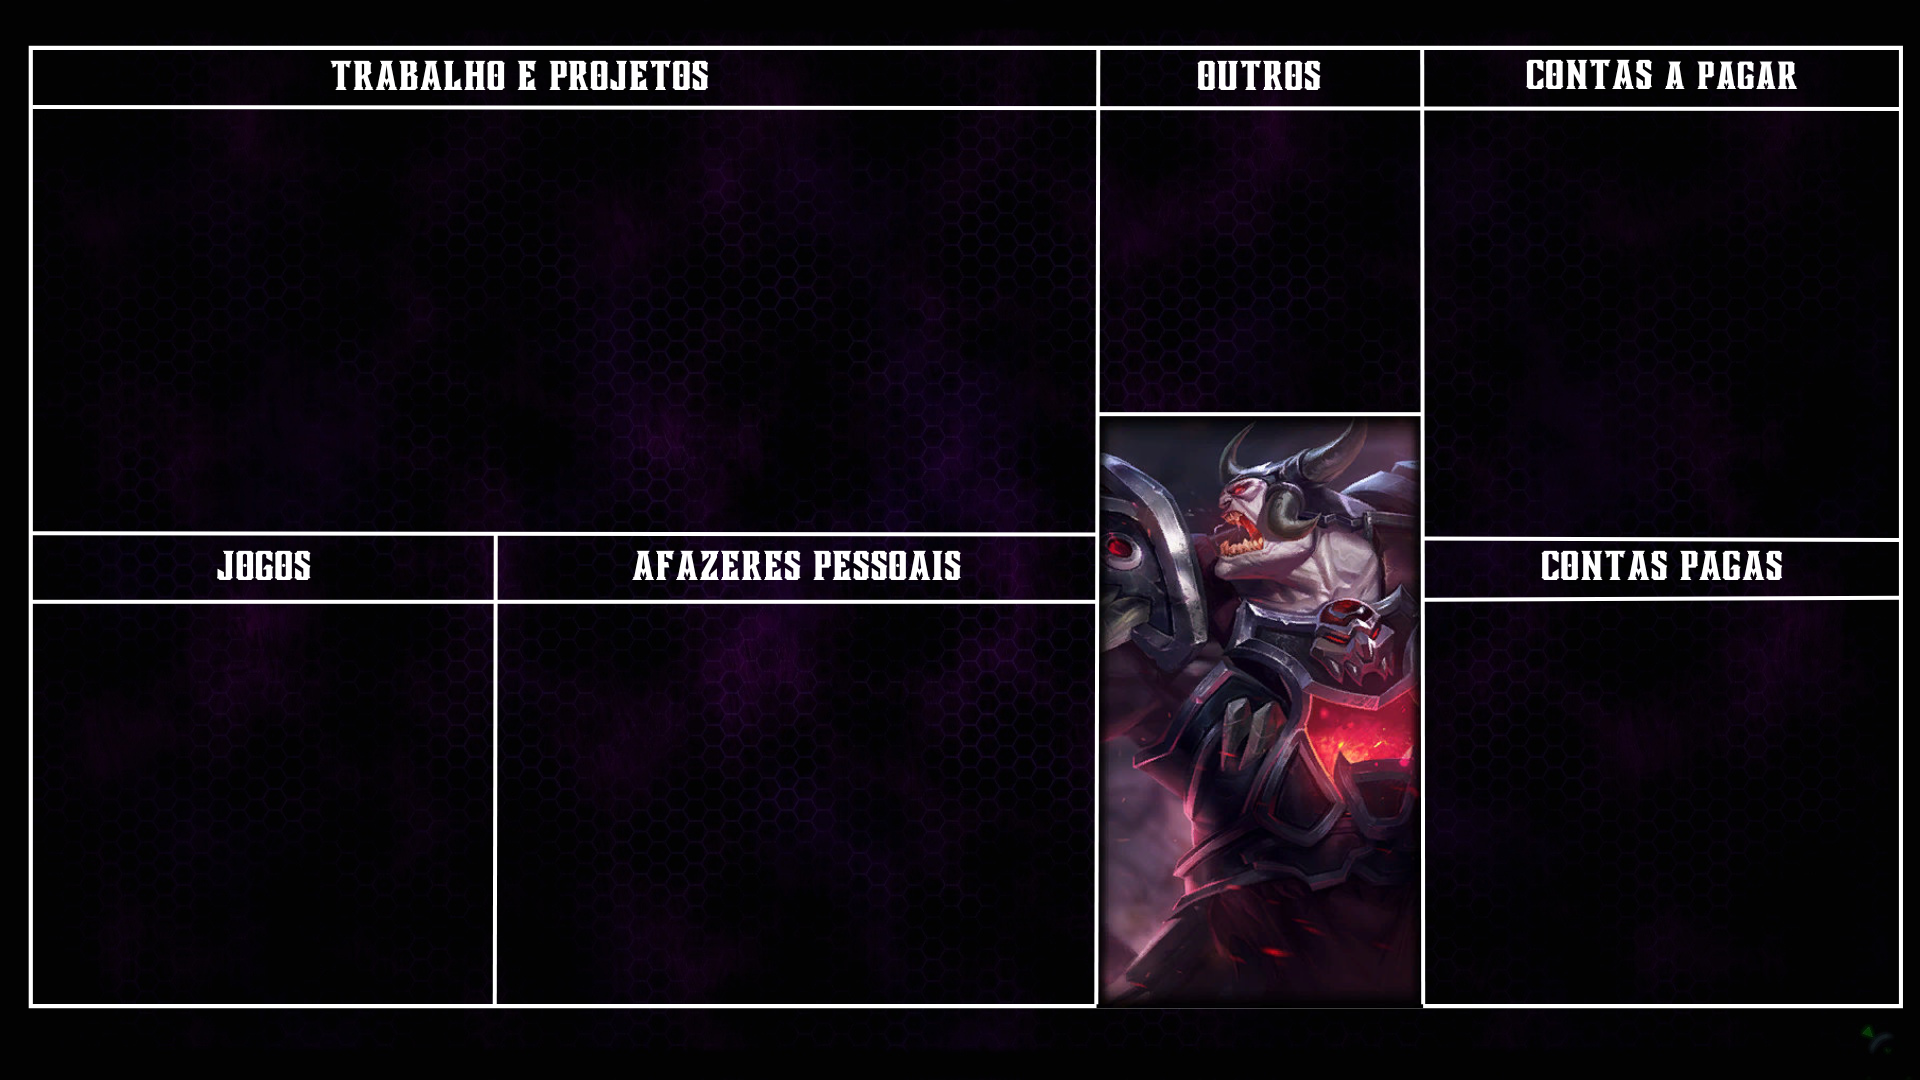 TRABALHO E PROJETOS
OUTROS
CONTAS A PAGAR
JOGOS
AFAZERES PESSOAIS
CONTAS PAGAS